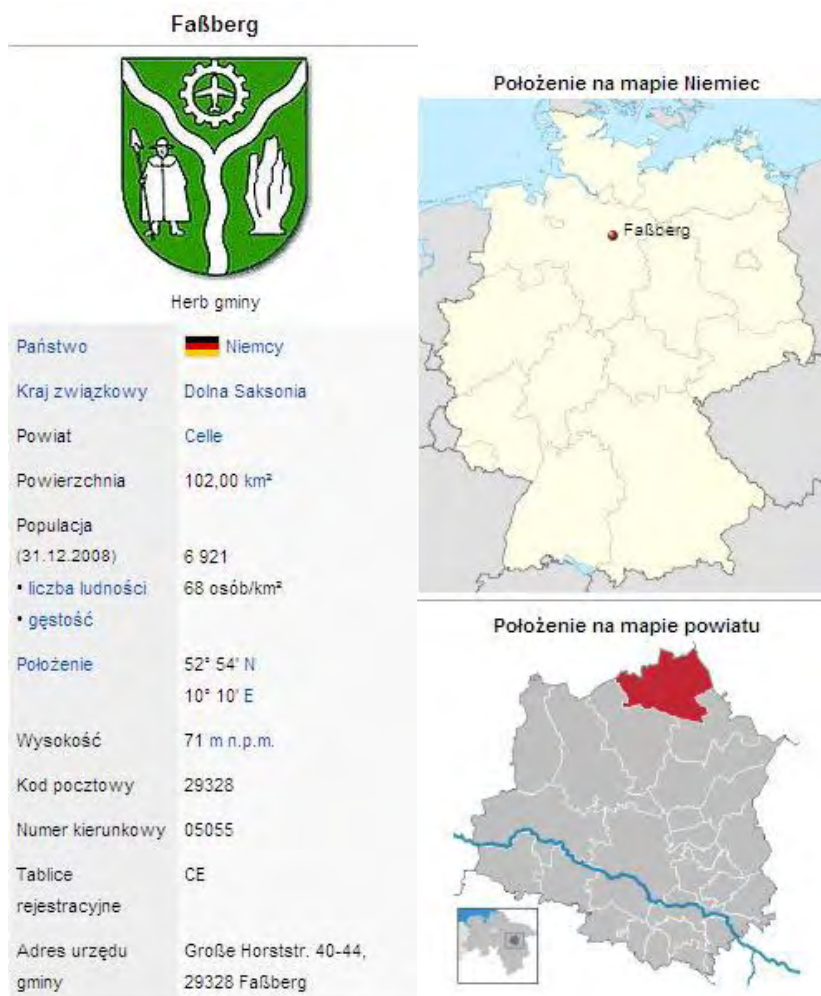 Faßberg
Herb gminy
Państwo Niemcy
Kraj związkowy Dolna Saksonia
Powiat Celle
Powierzchnia 102,00 km²
Populacja
(31.12.2008) 6 921
• liczba ludności 68 osób/km²
• gęstość
Położenie 52° 54' N
10° 10' E
Wysokość 71 m n.p.m.
Kod pocztowy 29328
Numer kierunkowy 05055
Tablice CE
rejestracyjne
Adres urzędu Große Horststr. 40-44,
gminy 29328 Faßberg
Położenie na mapie Niemiec
Faßberg
Położenie na mapie powiatu